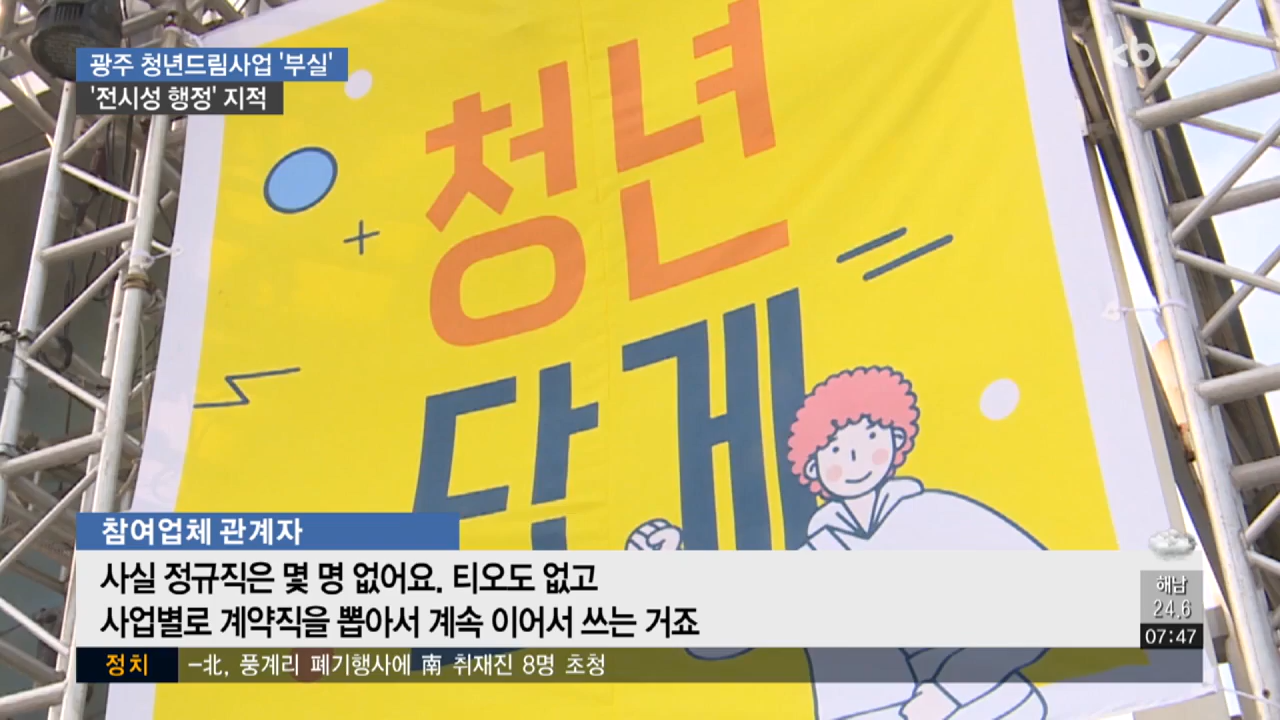 광주 청년드림사업 '부실'
'전시성 행정' 지적
kbc
청년
단계
참여업체 관계자
사실 정규직은 몇 명 없어요. 티오도 없고
사업별로 계약직을 뽑아서 계속 이어서 쓰는 거죠
해남
24.6
07:47
정치 -北, 풍계리 폐기행사에 南 취재진 8명 초청